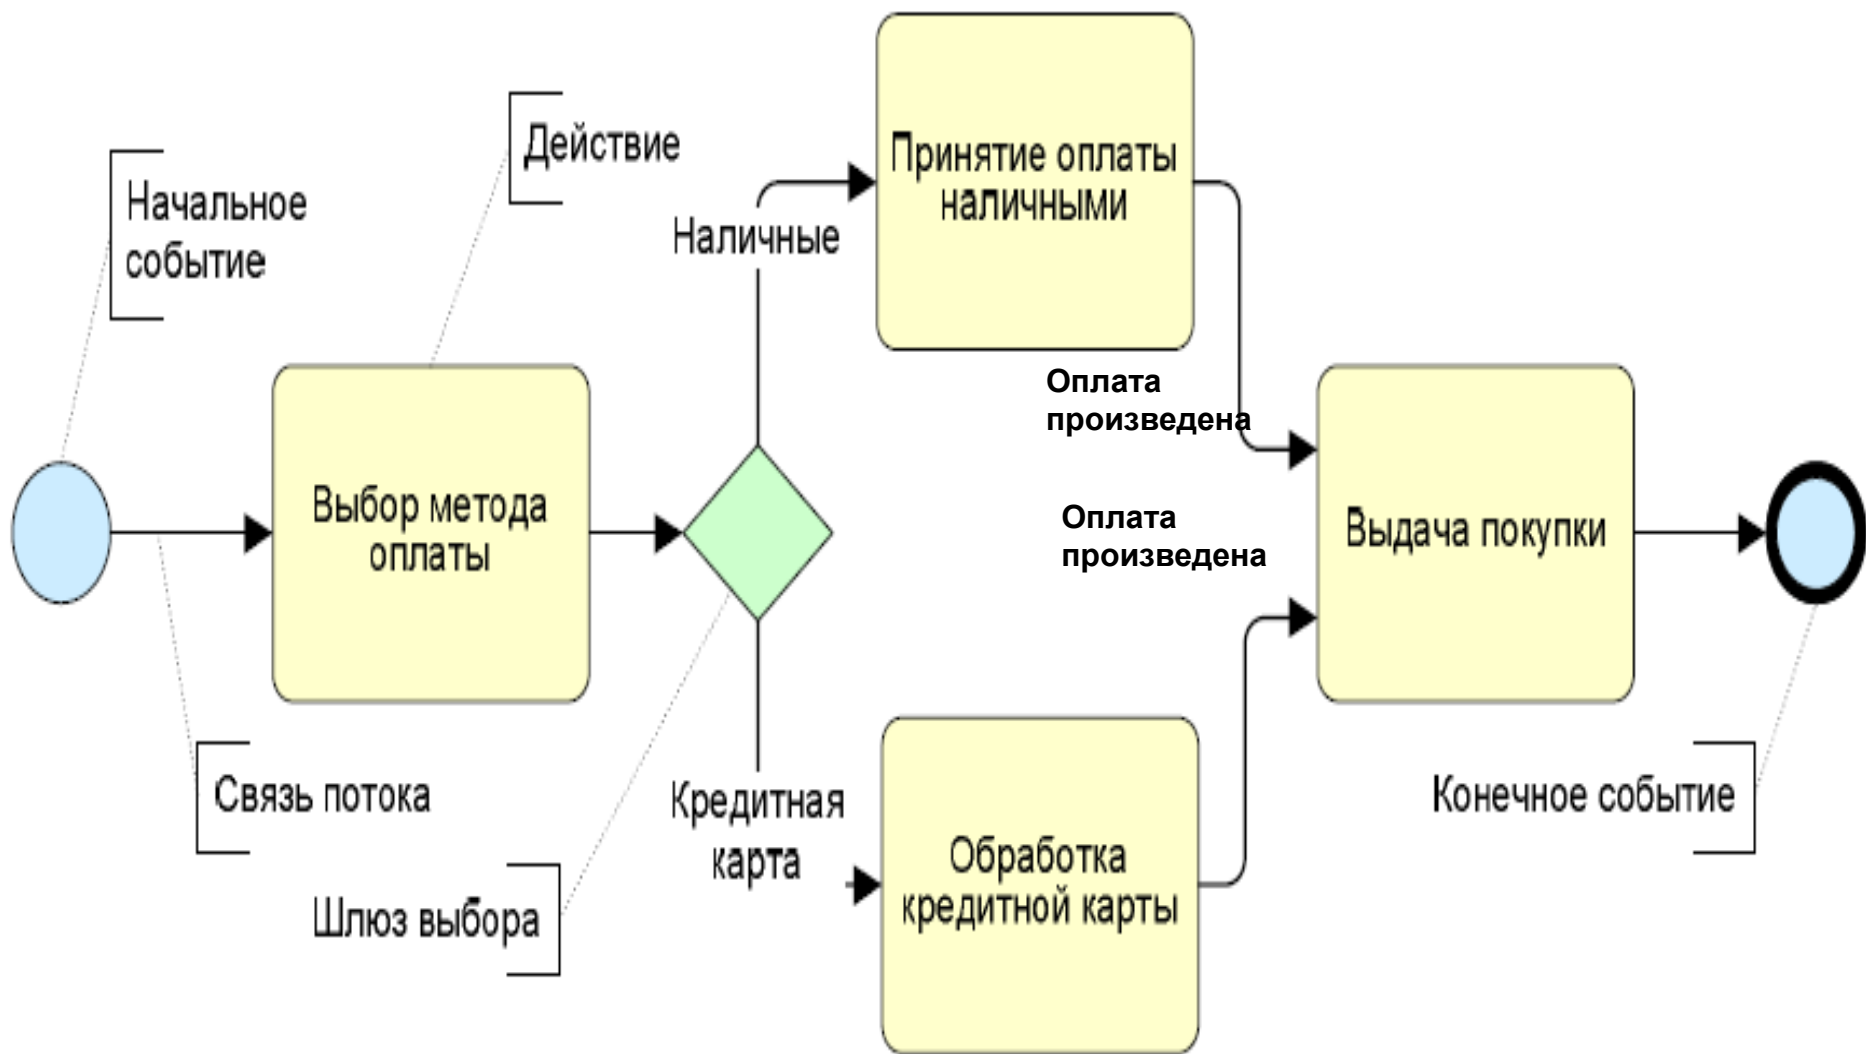 Начальное
событие
Действие
Наличные
Принятие оплаты
наличными
Оплата
произведена
Выбор метода
оплаты
Оплата
произведена
Выдача покупки
Связь потока
Шлюз выбора
Кредитная
карта
Обработка
кредитной карты
Конечное событие